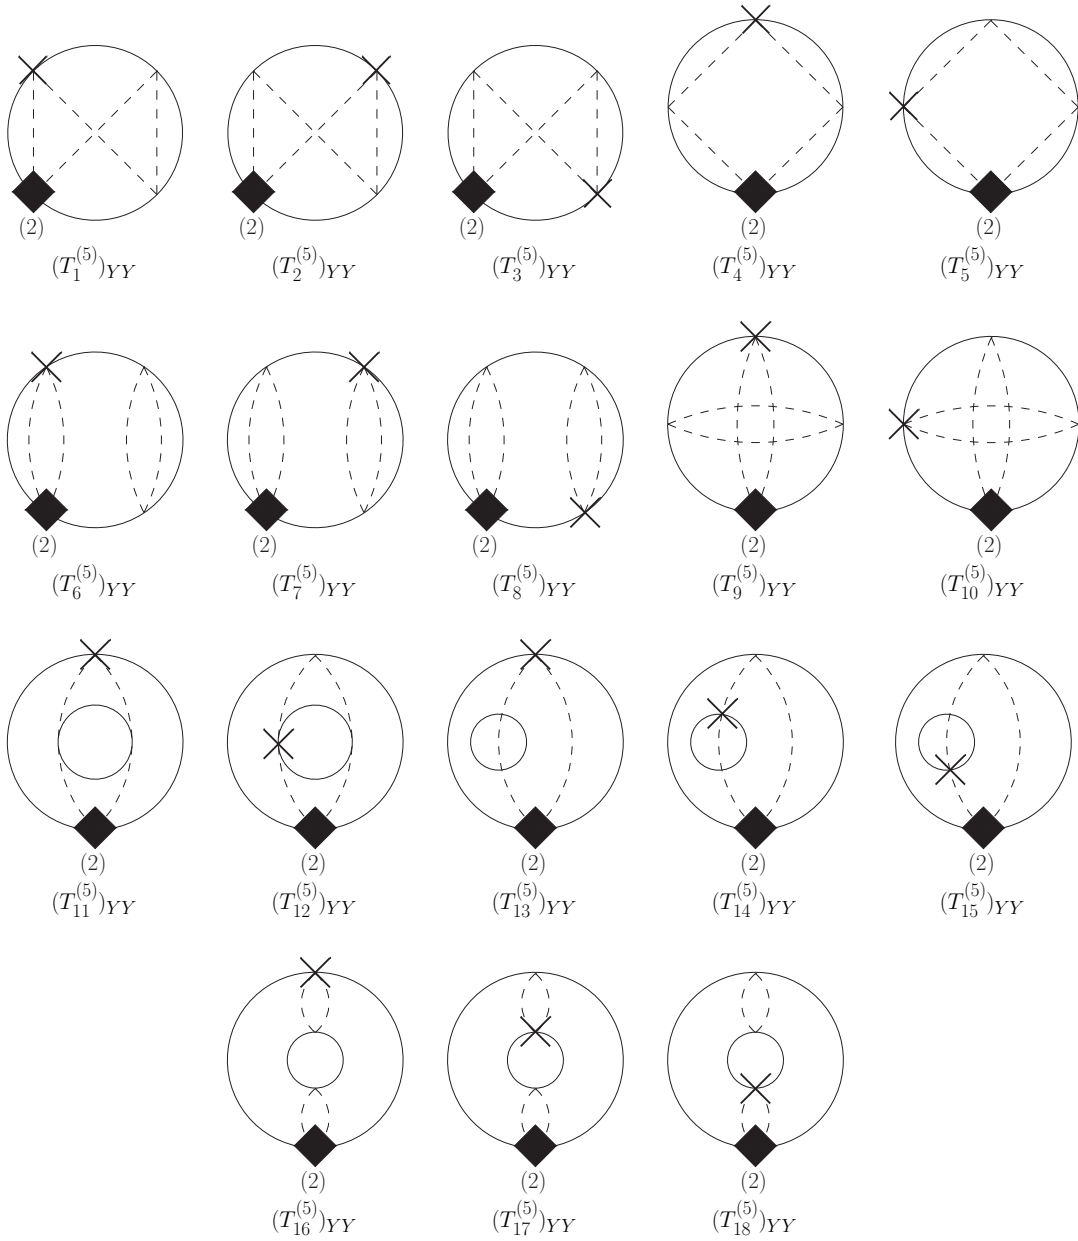 (2) (2) (2) (2) (2)
$(T_1^{(5)})_{YY}$ $(T_2^{(5)})_{YY}$ $(T_3^{(5)})_{YY}$ $(T_4^{(5)})_{YY}$ $(T_5^{(5)})_{YY}$
(2) (2) (2) (2) (2)
$(T_6^{(5)})_{YY}$ $(T_7^{(5)})_{YY}$ $(T_8^{(5)})_{YY}$ $(T_9^{(5)})_{YY}$ $(T_{10}^{(5)})_{YY}$
(2) (2) (2) (2) (2)
$(T_{11}^{(5)})_{YY}$ $(T_{12}^{(5)})_{YY}$ $(T_{13}^{(5)})_{YY}$ $(T_{14}^{(5)})_{YY}$ $(T_{15}^{(5)})_{YY}$
(2) (2) (2)
$(T_{16}^{(5)})_{YY}$ $(T_{17}^{(5)})_{YY}$ $(T_{18}^{(5)})_{YY}$